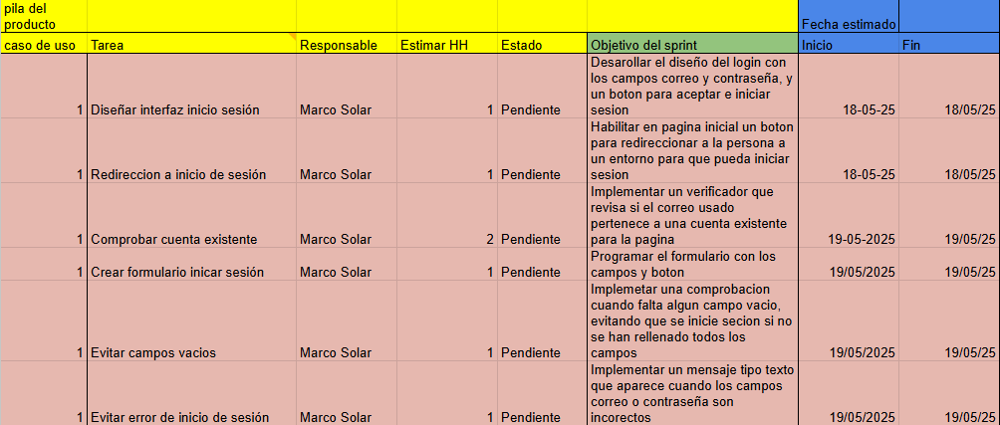 pila del
producto
Fecha estimado
caso de uso Tarea Responsable Estimar HH Estado Objetivo del sprint Inicio Fin
Desarollar el diseño del login con
los campos correo y contraseña, y
un boton para aceptar e iniciar
1 Diseñar interfaz inicio sesión Marco Solar 1 Pendiente sesion 18-05-25 18/05/25
Habilitar en pagina inicial un boton
para redireccionar a la persona a
un entorno para que pueda iniciar
1 Redireccion a inicio de sesión Marco Solar 1 Pendiente sesion 18-05-25 18/05/25
Implementar un verificador que
revisa si el correo usado
pertenece a una cuenta existente
1 Comprobar cuenta existente Marco Solar 2 Pendiente para la pagina 19-05-2025 19/05/25
Programar el formulario con los
1 Crear formulario inicar sesión Marco Solar 1 Pendiente campos y boton 19/05/2025 19/05/25
Implemetar una comprobacion
cuando falta algun campo vacio,
evitando que se inicie secion si no
se han rellenado todos los
1 Evitar campos vacios Marco Solar 1 Pendiente campos 19/05/2025 19/05/25
Implementar un mensaje tipo texto
que aparece cuando los campos
correo o contraseña son
1 Evitar error de inicio de sesión Marco Solar 1 Pendiente incorectos 19/05/2025 19/05/25